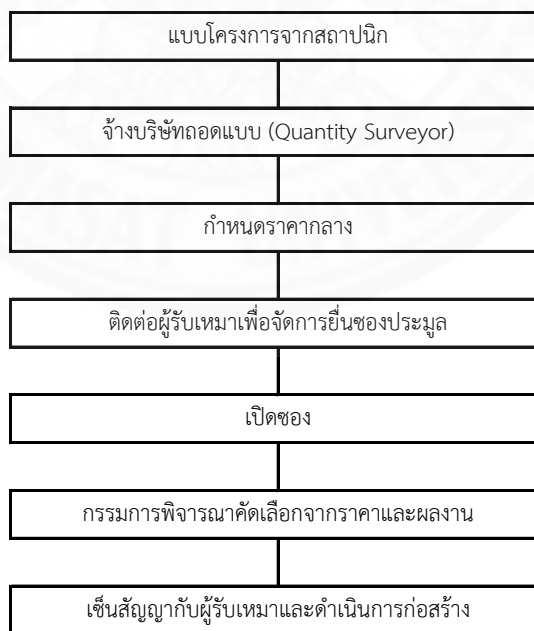 แบบโครงการจากสถาปนิก
จ้างบริษัทถอดแบบ (Quantity Surveyor)
กำหนดราคากลาง
ติดต่อผู้รับเหมาเพื่อจัดการยื่นซองประมูล
เปิดซอง
กรรมการพิจารณาคัดเลือกจากราคาและผลงาน
เซ็นสัญญากับผู้รับเหมาและดำเนินการก่อสร้าง